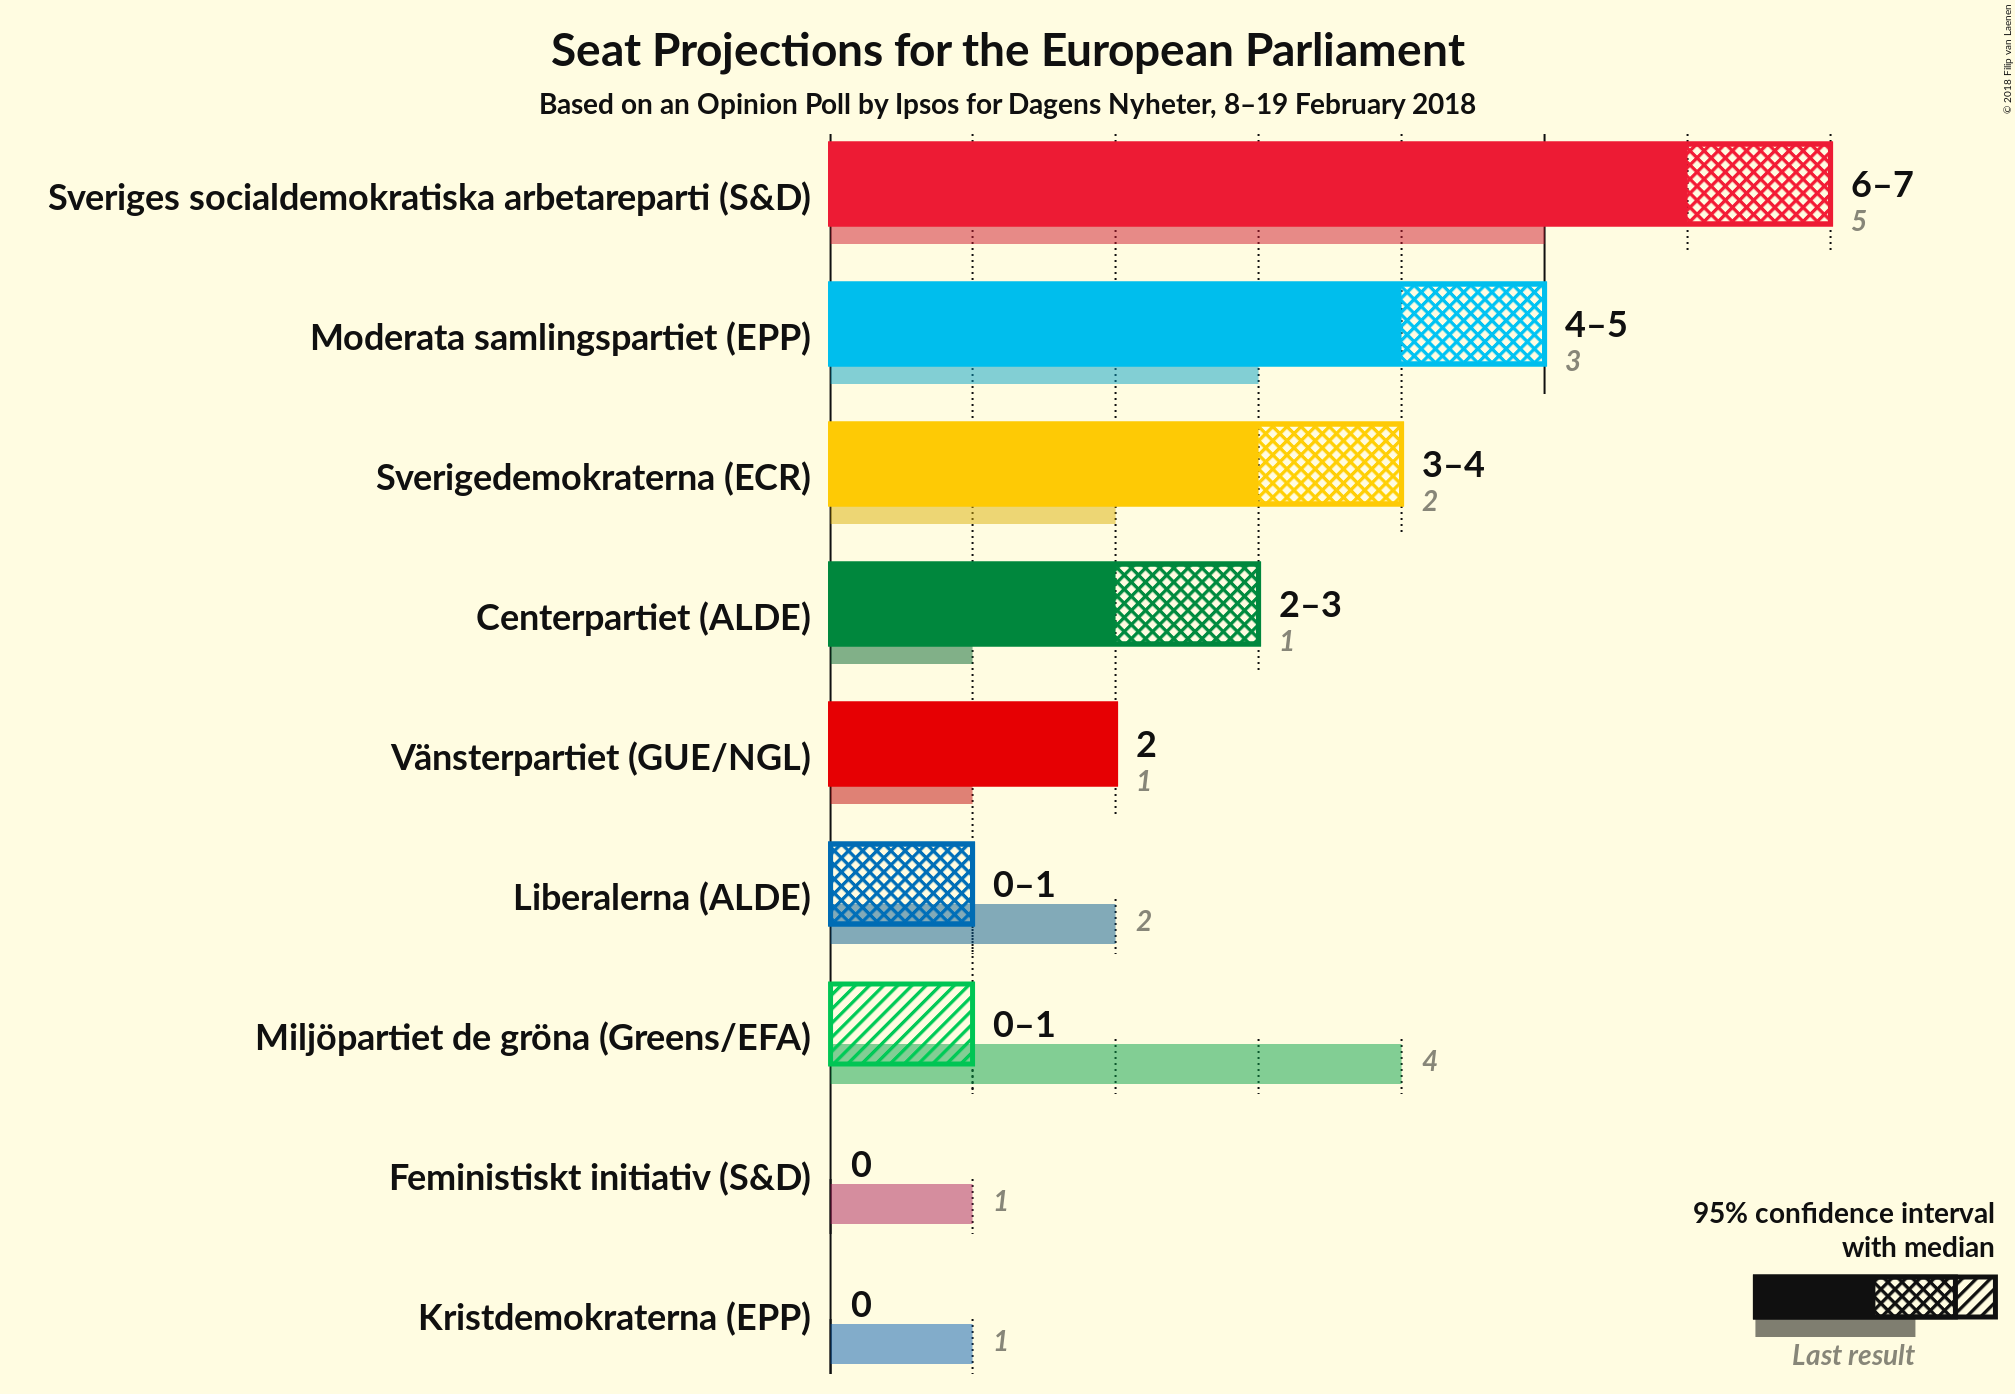 Seat Projections for the European Parliament
Based on an Opinion Poll by Ipsos for Dagens Nyheter, 8–19 February 2018
© 2018 Filip van Laenen
Sveriges socialdemokratiska arbetareparti (S&D)
6–7
5
Moderata samlingspartiet (EPP)
4–5
3
Sverigedemokraterna (ECR)
3–4
2
Centerpartiet (ALDE)
2–3
1
Vänsterpartiet (GUE/NGL)
2
1
Liberalerna (ALDE)
0–1
2
Miljöpartiet de gröna (Greens/EFA)
0–1
4
Feministiskt initiativ (S&D)
0
1
Kristdemokraterna (EPP)
0
1
95% confidence interval
with median
Last result